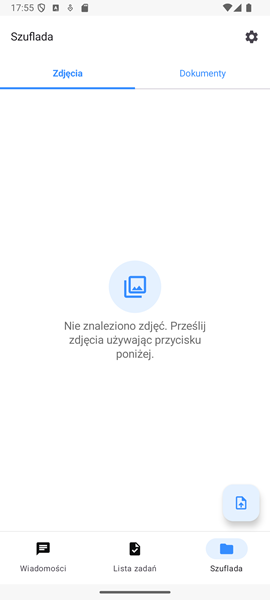 17:55
Szuflada
Zdjęcia
Dokumenty
Nie znaleziono zdjęć. Prześlij
zdjęcia używając przycisku
poniżej.
Wiadomości
Lista zadań
Szuflada